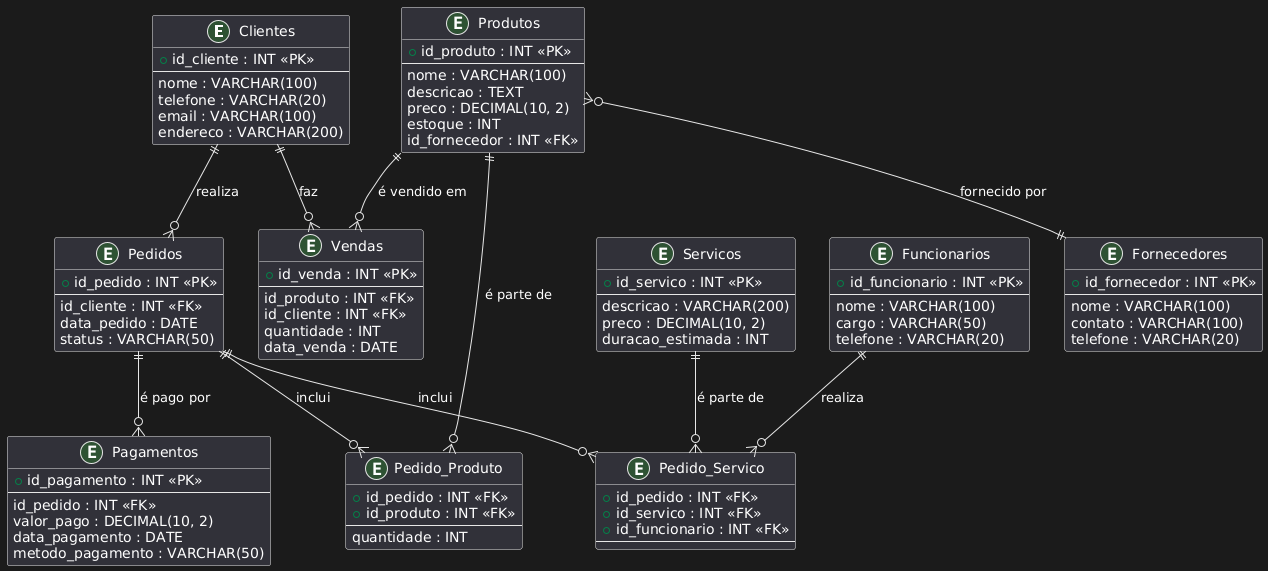 E Clientes
id_cliente : INT «PK»
nome : VARCHAR(100)
telefone : VARCHAR(20)
email : VARCHAR(100)
endereco : VARCHAR(200)
E Produtos
id_produto : INT «PK»
nome : VARCHAR(100)
descricao : TEXT
preco : DECIMAL(10, 2)
estoque : INT
id_fornecedor : INT «FK»
realiza
faz
é vendido em
fornecido por
E Pedidos
id_pedido : INT «PK»
id_cliente : INT «FK»
data_pedido : DATE
status : VARCHAR(50)
E Vendas
id_venda : INT «PK»
id_produto : INT «FK»
id_cliente : INT «FK»
quantidade : INT
data_venda : DATE
é parte de
E Servicos
id_servico : INT «PK»
descricao : VARCHAR(200)
preco : DECIMAL(10, 2)
duracao_estimada : INT
E Funcionarios
id_funcionario : INT «PK»
nome : VARCHAR(100)
cargo : VARCHAR(50)
telefone : VARCHAR(20)
E Fornecedores
id_fornecedor : INT «PK»
nome : VARCHAR(100)
contato : VARCHAR(100)
telefone : VARCHAR(20)
é pago por
inclui
inclui
é parte de
realiza
E Pagamentos
id_pagamento : INT «PK»
id_pedido : INT «FK»
valor_pago : DECIMAL(10, 2)
data_pagamento : DATE
metodo_pagamento : VARCHAR(50)
E Pedido_Produto
id_pedido : INT «FK»
id_produto : INT «FK»
quantidade : INT
E Pedido_Servico
id_pedido : INT «FK»
id_servico : INT «FK»
id_funcionario : INT «FK»